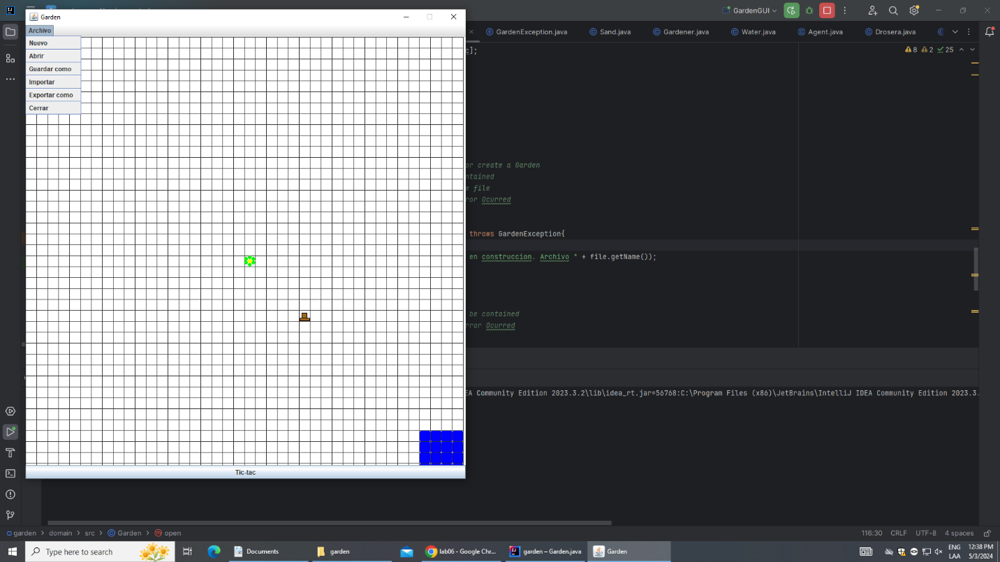 Garden
GardenGUI
Archivo
Nuevo
Abrir
Guardar como
Importar
Exportar como
Cerrar
Tic-tac
GardenException.java
Sand.java
Gardener.java
Water.java
Agent.java
Drosera.java
];
8
2
25
or create a Garden
ntained
file
ror Ocurred
throws GardenException{
en construccion. Archivo " + file.getName());
be contained
rror Ocurred
EA Community Edition 2023.3.2\lib\idea_rt.jar=56768:C:\Program Files (x86)\JetBrains\IntelliJ IDEA Community Edition 2023.3.
garden > domain > src > Garden > open
116:30
CRLF
UTF-8
4 spaces
Type here to search
Documents
garden
lab06 - Google Chr...
garden – Garden.java
Garden
ENG
LAA
12:38 PM
5/3/2024